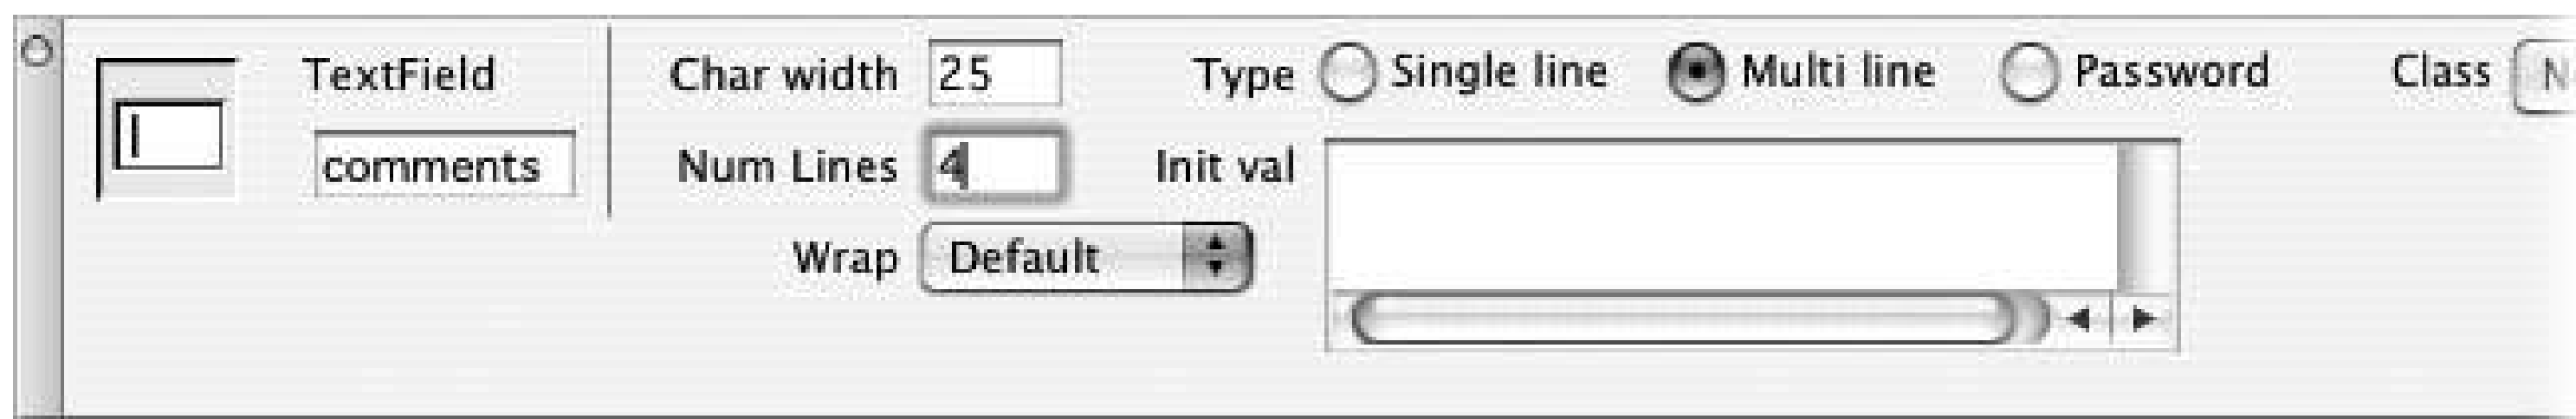 TextField
comments
Char width 25
Num Lines 4
Wrap Default
Type Single line Multi line Password
Init val
Class N